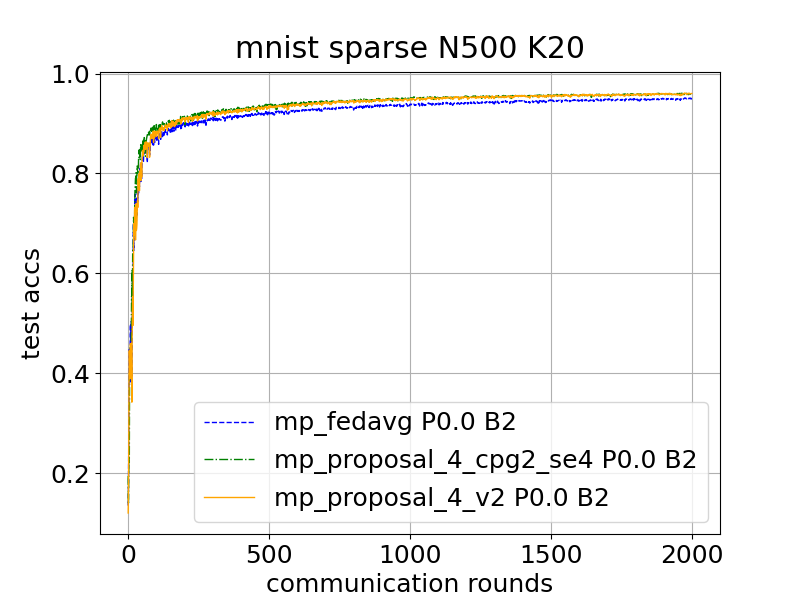 mnist sparse N500 K20
1.0
0.8
0.6
0.4
0.2
test accs
mp_fedavg P0.0 B2
mp_proposal_4_cpg2_se4 P0.0 B2
mp_proposal_4_v2 P0.0 B2
0 500 1000 1500 2000
communication rounds